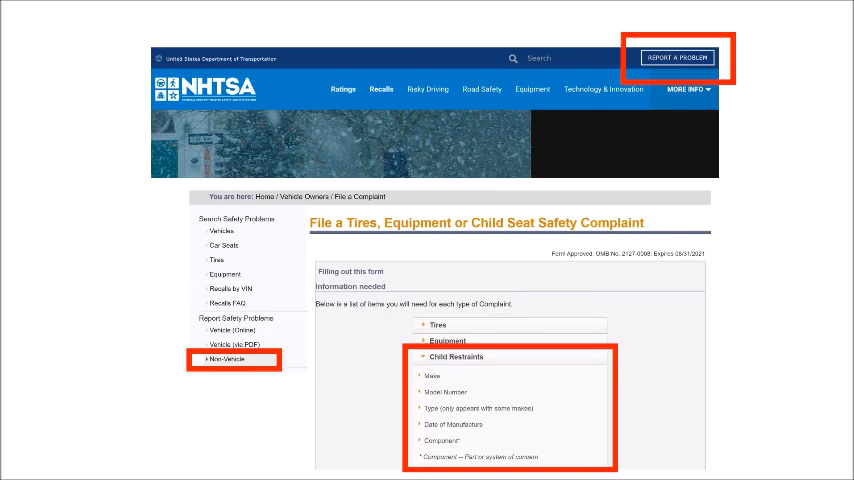 United States Department of Transportation
Search
REPORT A PROBLEM
NHTSA
Ratings
Recalls
Risky Driving
Road Safety
Equipment
Technology & Innovation
MORE INFO
You are here: Home / Vehicle Owners / File a Complaint
Search Safety Problems
Vehicles
Car Seats
Tires
Equipment
Recalls by VIN
Recalls FAQ
Report Safety Problems
Vehicle (Online)
Vehicle (via PDF)
Non-Vehicle
File a Tires, Equipment or Child Seat Safety Complaint
Form Approved: OMB No. 2127-0008; Expires 08/31/2021
Filling out this form
Information needed
Below is a list of items you will need for each type of Complaint.
Tires
Equipment
Child Restraints
Make
Model Number
Type (only appears with some makes)
Date of Manufacture
Component*
* Component -- Part or system of concern